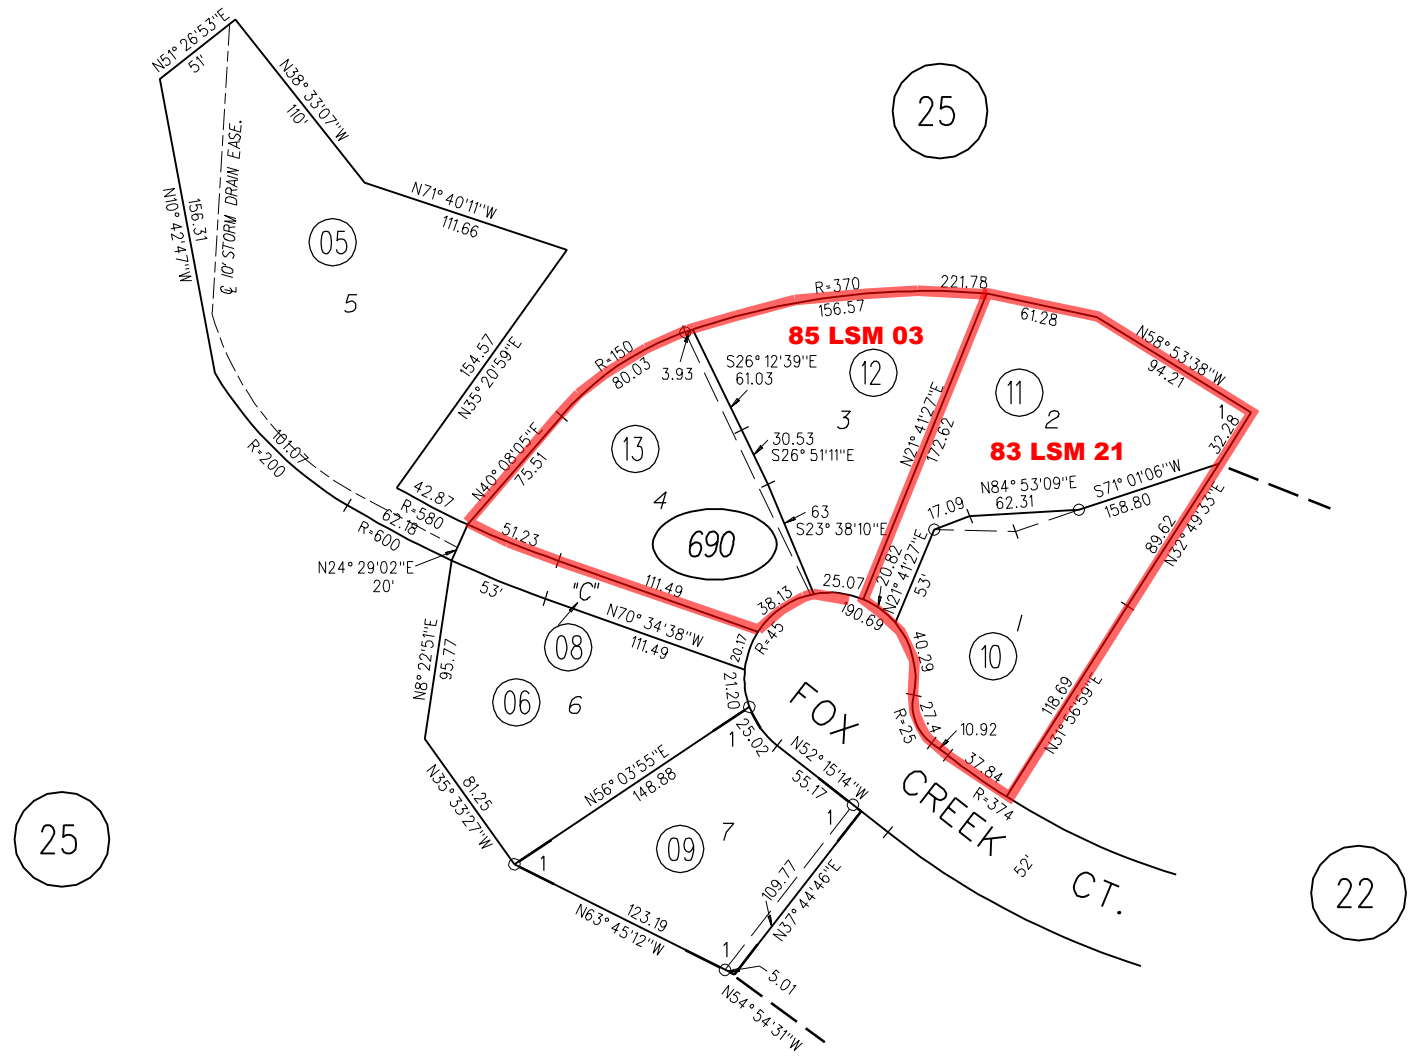 N51° 26'53"E
51'
N38° 33'07"W
110'
25
℄ 10' STORM DRAIN EASE.
156.31
N10° 42'47"W
N71° 40'11"W
111.66
05
5
R=370
221.78
156.57
61.28
85 LSM 03
N58° 53'38"W
94.21
R=150
80.03
3.93
S26° 12'39"E
61.03
12
3
11
2
1
154.57
N35° 20'59"E
N21° 41'27"E
172.62
83 LSM 21
32.28
13
4
30.53
S26° 51'11"E
N40° 08'05"E
75.51
101.07
R=200
S71° 01'06"W
158.80
N84° 53'09"E
62.31
17.09
42.87
R=580
62.18
R=600
63
S23° 38'10"E
51.23
690
89.62
N32° 49'33"E
N24° 29'02"E
20'
53'
"C"
111.49
20.82
N21° 41'27"E
53'
25.07
190.69
38.13
R=45
N70° 34'38"W
111.49
08
20.17
1
10
40.29
N8° 22'51"E
95.77
06
6
21.20
FOX
27.4
R=25
10.92
118.69
N31° 56'59"E
1
25.02
N52° 15'14"W
55.17
37.84
R=374
N56° 03'55"E
148.88
81.25
N35° 33'27"W
CREEK
52'
CT.
1
7
09
1
25
22
109.77
N37° 44'46"E
123.19
N63° 45'12"W
1
5.01
N54° 54'31"W